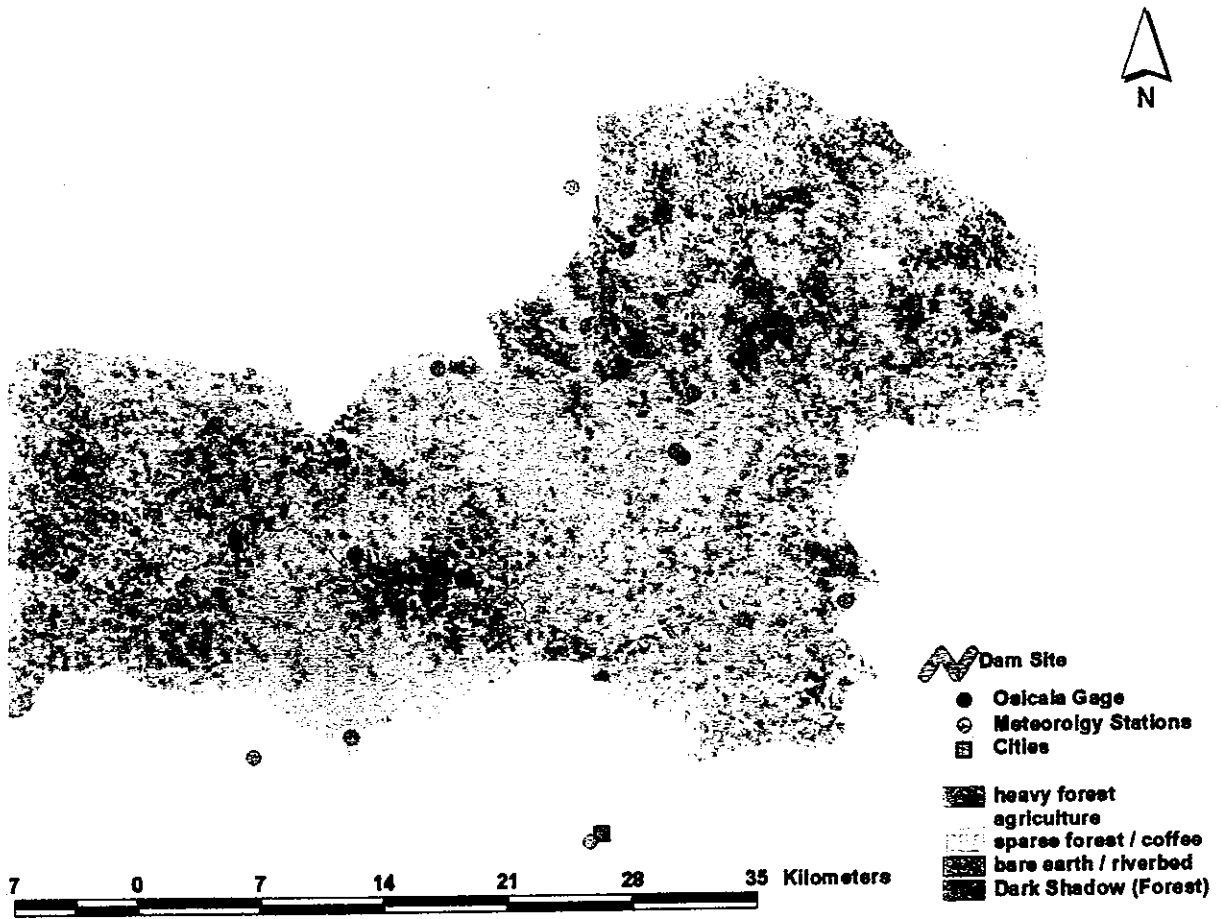 N
Dam Site
Osicala Gage
Meteorolgy Stations
Cities
heavy forest
agriculture
sparse forest / coffee
bare earth / riverbed
Dark Shadow (Forest)
7 0 7 14 21 28 35 Kilometers